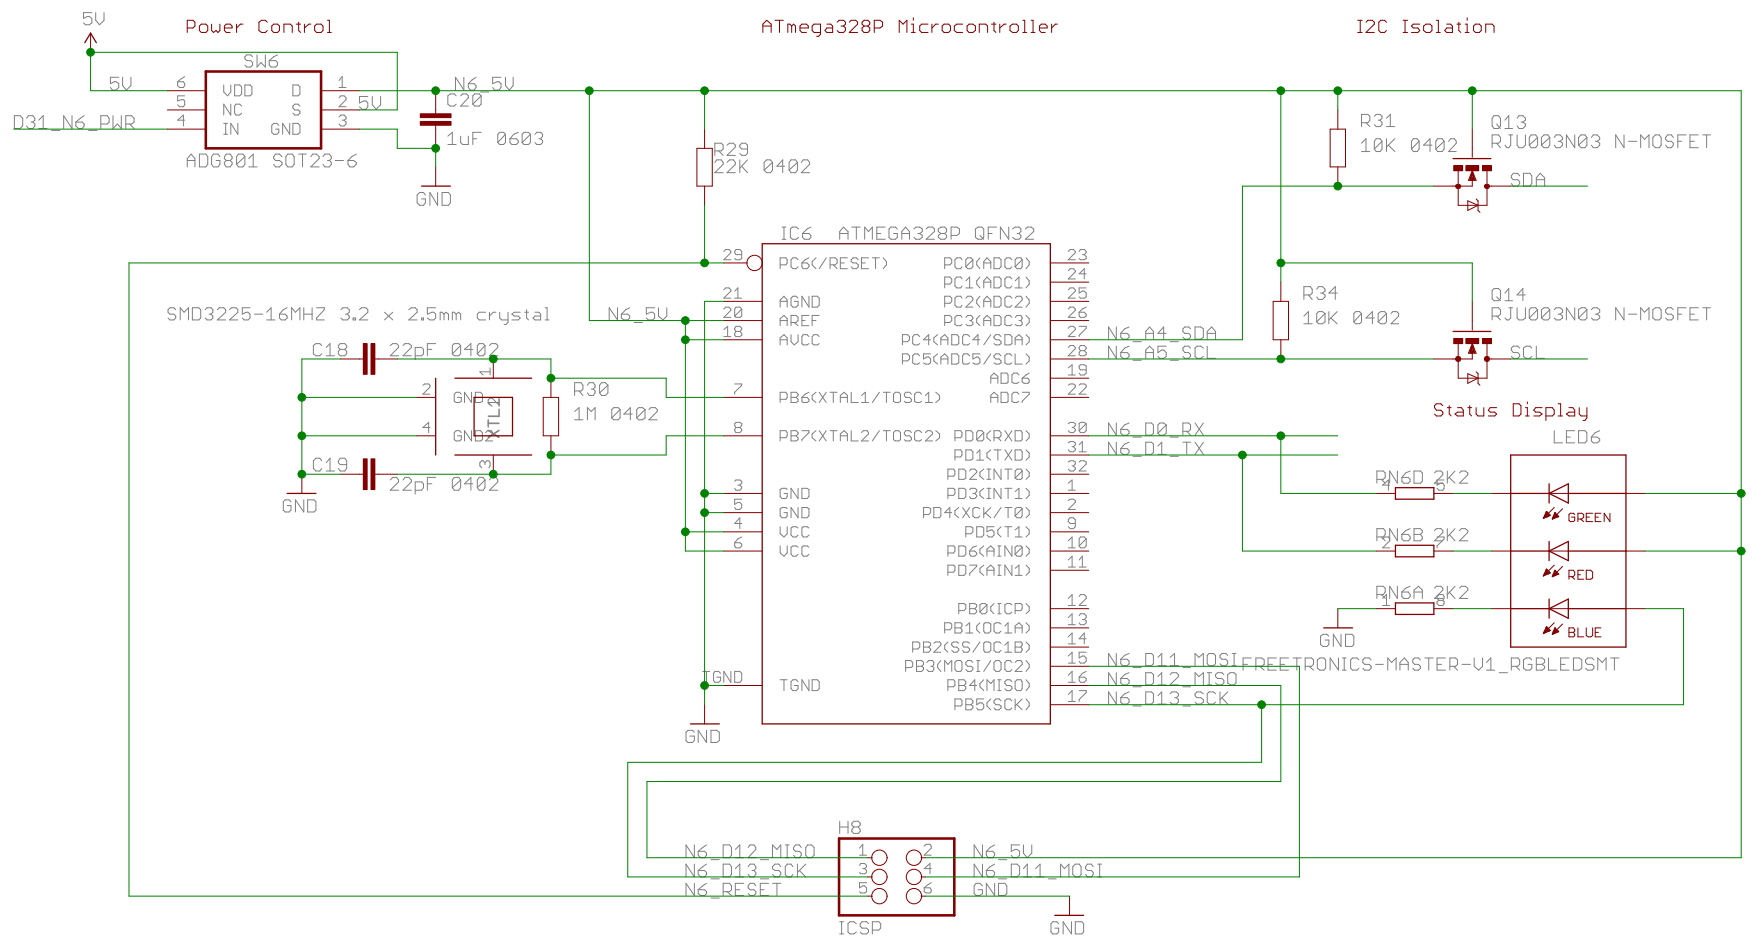 5V
Power Control
ATmega328P Microcontroller
I2C Isolation
SW6
5V 6 VDD D 1 N6_5V
5 NC S 2 5V
D31_N6_PWR 4 IN GND 3
ADG801 SOT23-6
C20
1uF 0603
GND
R29
22K 0402
R31
10K 0402
Q13
RJU003N03 N-MOSFET
SDA
IC6 ATMEGA328P QFN32
29 PC6(/RESET)
21 AGND
N6_5V 20 AREF
18 AVCC
7 PB6(XTAL1/TOSC1)
8 PB7(XTAL2/TOSC2)
3 GND
5 GND
4 VCC
6 VCC
TGND TGND
GND
PC0(ADC0) 23
PC1(ADC1) 24
PC2(ADC2) 25
PC3(ADC3) 26
PC4(ADC4/SDA) 27 N6_A4_SDA
PC5(ADC5/SCL) 28 N6_A5_SCL
ADC6 19
ADC7 22
PD0(RXD) 30 N6_D0_RX
PD1(TXD) 31 N6_D1_TX
PD2(INT0) 32
PD3(INT1) 1
PD4(XCK/T0) 2
PD5(T1) 9
PD6(AIN0) 10
PD7(AIN1) 11
PB0(ICP) 12
PB1(OC1A) 13
PB2(SS/OC1B) 14
PB3(MOSI/OC2) 15 N6_D11_MOSI
PB4(MISO) 16 N6_D12_MISO
PB5(SCK) 17 N6_D13_SCK
R34
10K 0402
Q14
RJU003N03 N-MOSFET
SCL
SMD3225-16MHZ 3.2 x 2.5mm crystal
C18 22pF 0402
1
2 GND
XTL2
4 GND2
3
R30
1M 0402
C19
22pF 0402
GND
Status Display
LED6
RN6D 2K2
4 5
GREEN
RN6B 2K2
2 7
RED
RN6A 2K2
1 8
BLUE
GND
FREETRONICS-MASTER-V1_RGBLEDSMT
H8
N6_D12_MISO 1 2 N6_5V
N6_D13_SCK 3 4 N6_D11_MOSI
N6_RESET 5 6 GND
ICSP
GND